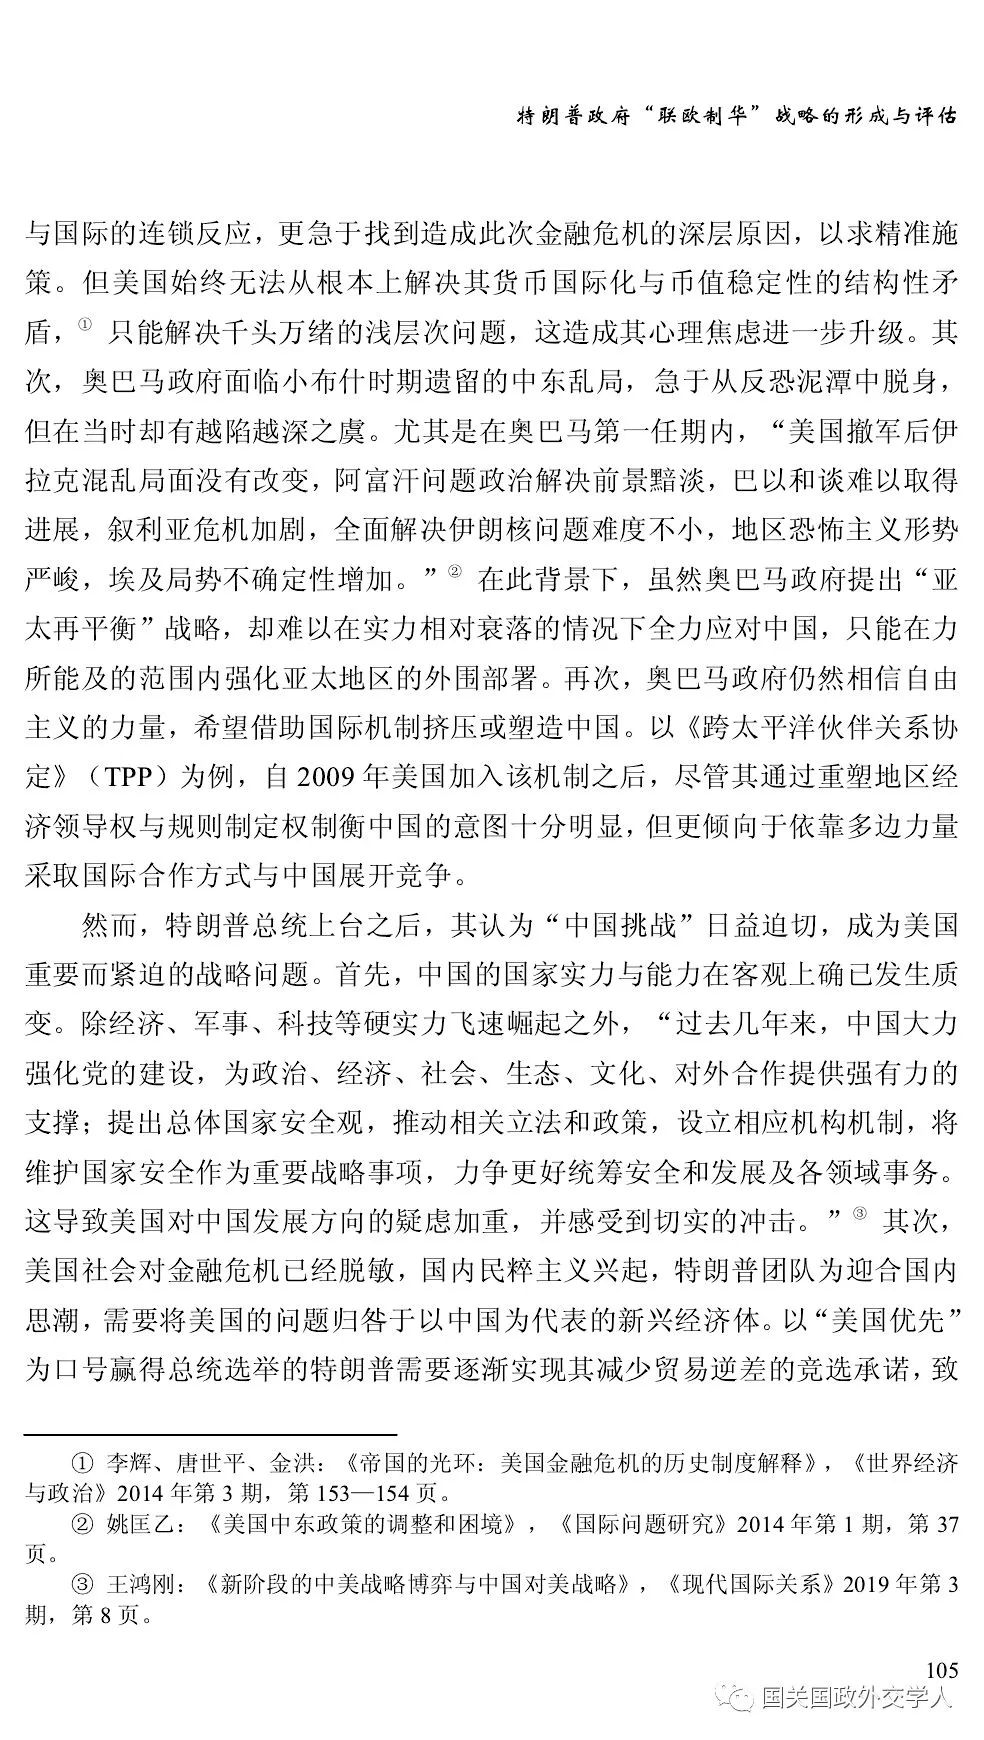 特朗普政府“联欧制华”战略的形成与评估
与国际的连锁反应，更急于找到造成此次金融危机的深层原因，以求精准施
策。但美国始终无法从根本上解决其货币国际化与币值稳定性的结构性矛
盾，① 只能解决千头万绪的浅层次问题，这造成其心理焦虑进一步升级。其
次，奥巴马政府面临小布什时期遗留的中东乱局，急于从反恐泥潭中脱身，
但在当时却有越陷越深之虞。尤其是在奥巴马第一任期内，“美国撤军后伊
拉克混乱局面没有改变，阿富汗问题政治解决前景黯淡，巴以和谈难以取得
进展，叙利亚危机加剧，全面解决伊朗核问题难度不小，地区恐怖主义形势
严峻，埃及局势不确定性增加。”② 在此背景下，虽然奥巴马政府提出“亚
太再平衡”战略，却难以在实力相对衰落的情况下全力应对中国，只能在力
所能及的范围内强化亚太地区的外围部署。再次，奥巴马政府仍然相信自由
主义的力量，希望借助国际机制挤压或塑造中国。以《跨太平洋伙伴关系协
定》（TPP）为例，自 2009 年美国加入该机制之后，尽管其通过重塑地区经
济领导权与规则制定权制衡中国的意图十分明显，但更倾向于依靠多边力量
采取国际合作方式与中国展开竞争。
然而，特朗普总统上台之后，其认为“中国挑战”日益迫切，成为美国
重要而紧迫的战略问题。首先，中国的国家实力与能力在客观上确已发生质
变。除经济、军事、科技等硬实力飞速崛起之外，“过去几年来，中国大力
强化党的建设，为政治、经济、社会、生态、文化、对外合作提供强有力的
支撑；提出总体国家安全观，推动相关立法和政策，设立相应机构机制，将
维护国家安全作为重要战略事项，力争更好统筹安全和发展及各领域事务。
这导致美国对中国发展方向的疑虑加重，并感受到切实的冲击。”③ 其次，
美国社会对金融危机已经脱敏，国内民粹主义兴起，特朗普团队为迎合国内
思潮，需要将美国的问题归咎于以中国为代表的新兴经济体。以“美国优先”
为口号赢得总统选举的特朗普需要逐渐实现其减少贸易逆差的竞选承诺，致
① 李辉、唐世平、金洪：《帝国的光环：美国金融危机的历史制度解释》，《世界经济
与政治》2014 年第 3 期，第 153—154 页。
② 姚匡乙：《美国中东政策的调整和困境》，《国际问题研究》2014 年第 1 期，第 37
页。
③ 王鸿刚：《新阶段的中美战略博弈与中国对美战略》，《现代国际关系》2019 年第 3
期，第 8 页。
105
国关国政外交学人